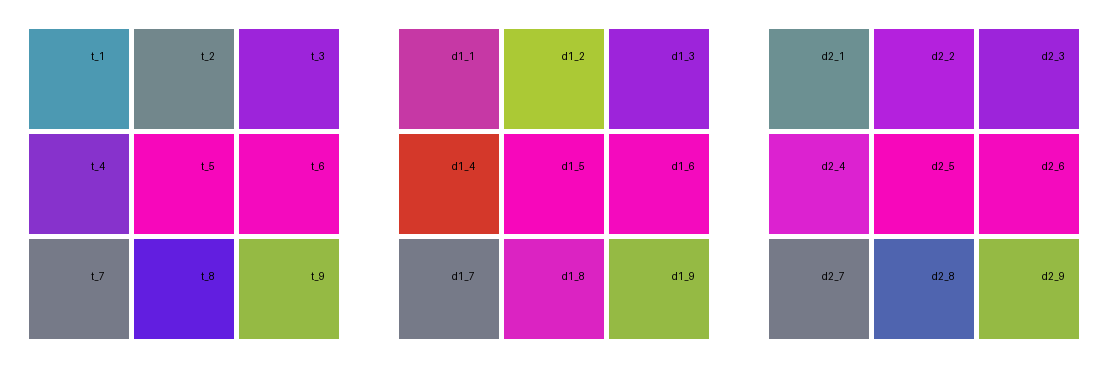 t_1 t_2 t_3 d1_1 d1_2 d1_3 d2_1 d2_2 d2_3
t_4 t_5 t_6 d1_4 d1_5 d1_6 d2_4 d2_5 d2_6
t_7 t_8 t_9 d1_7 d1_8 d1_9 d2_7 d2_8 d2_9